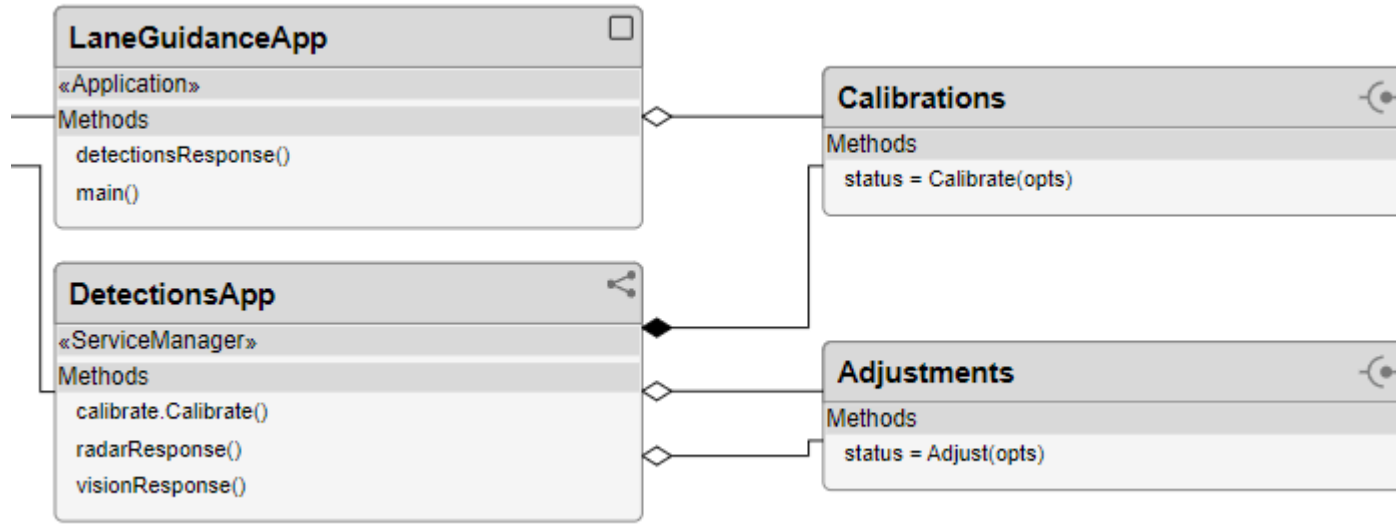 LaneGuidanceApp
«Application»
Methods
detectionsResponse()
main()
DetectionsApp
«ServiceManager»
Methods
calibrate.Calibrate()
radarResponse()
visionResponse()
Calibrations
Methods
status = Calibrate(opts)
Adjustments
Methods
status = Adjust(opts)